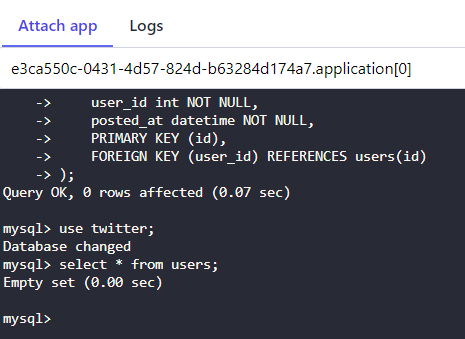 Attach app Logs
e3ca550c-0431-4d57-824d-b63284d174a7.application[0]
-> user_id int NOT NULL,
-> posted_at datetime NOT NULL,
-> PRIMARY KEY (id),
-> FOREIGN KEY (user_id) REFERENCES users(id)
-> );
Query OK, 0 rows affected (0.07 sec)
mysql> use twitter;
Database changed
mysql> select * from users;
Empty set (0.00 sec)
mysql>